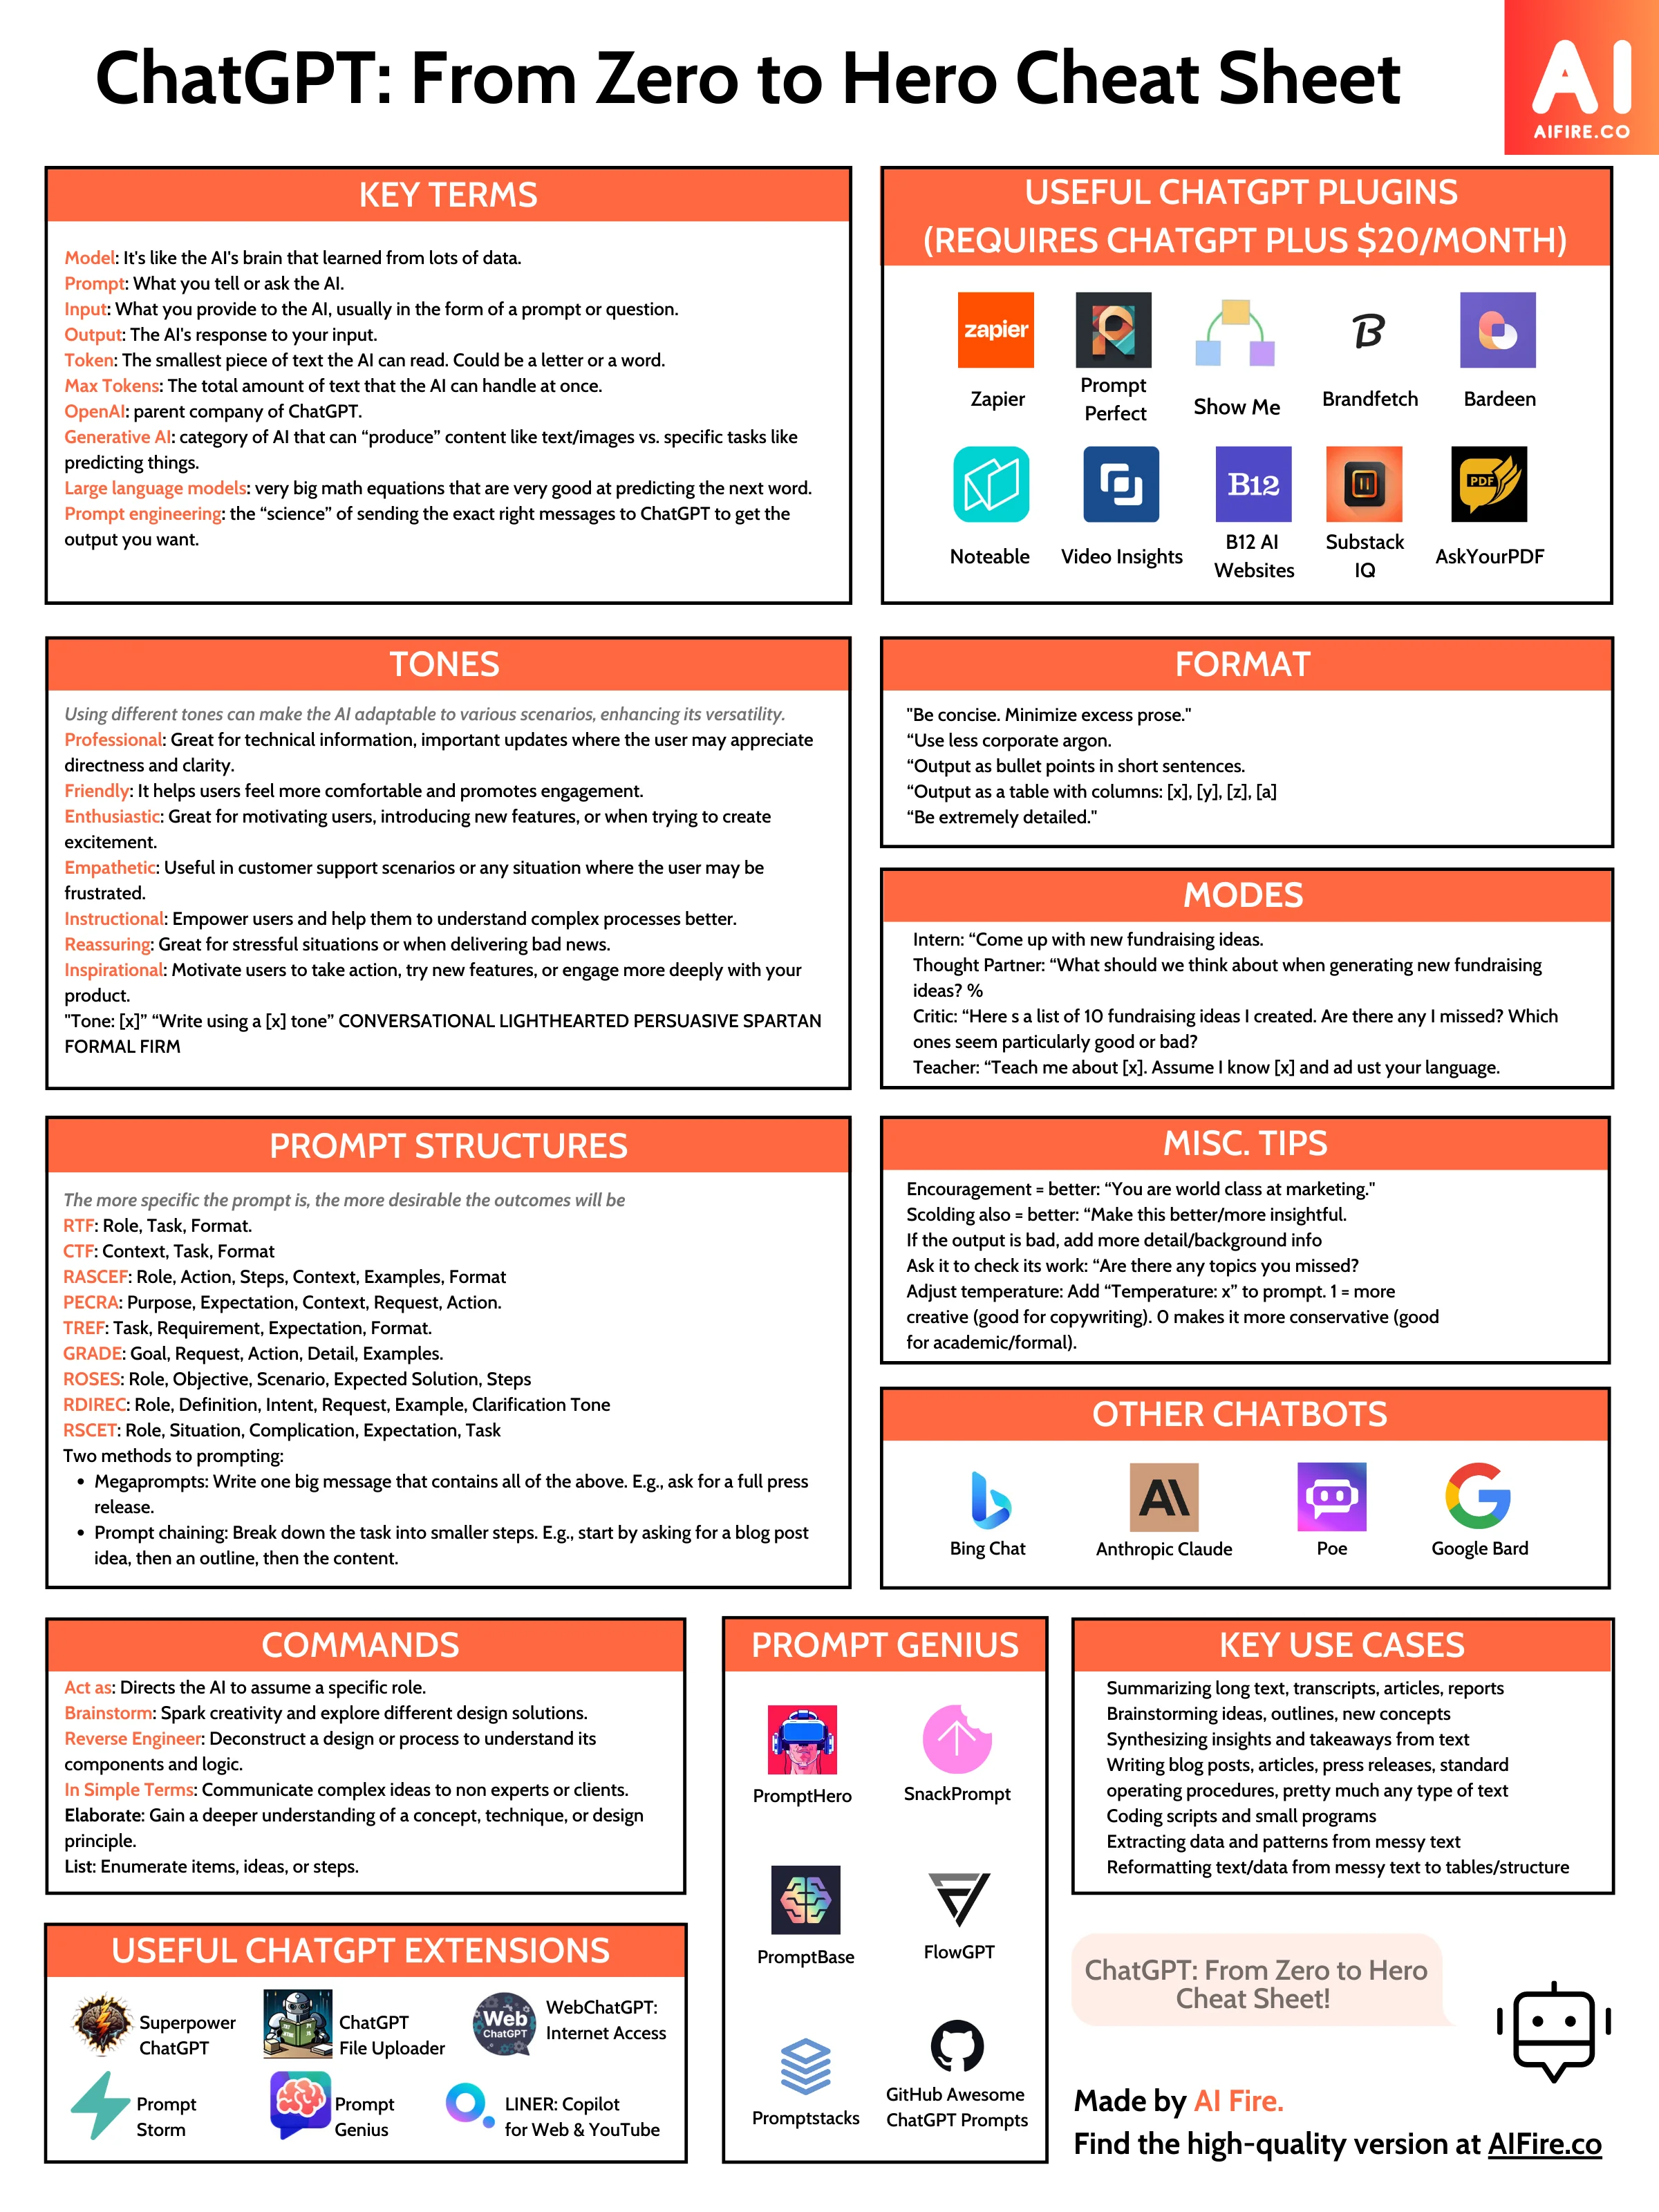 ChatGPT: From Zero to Hero Cheat Sheet
AI
AIFIRE.CO
KEY TERMS
Model: It's like the AI's brain that learned from lots of data.
Prompt: What you tell or ask the AI.
Input: What you provide to the AI, usually in the form of a prompt or question.
Output: The AI's response to your input.
Token: The smallest piece of text the AI can read. Could be a letter or a word.
Max Tokens: The total amount of text that the AI can handle at once.
OpenAI: parent company of ChatGPT.
Generative AI: category of AI that can “produce” content like text/images vs. specific tasks like
predicting things.
Large language models: very big math equations that are very good at predicting the next word.
Prompt engineering: the “science” of sending the exact right messages to ChatGPT to get the
output you want.
USEFUL CHATGPT PLUGINS
(REQUIRES CHATGPT PLUS $20/MONTH)
zapier
Zapier
Prompt
Perfect
Show Me
B
Brandfetch
Bardeen
Noteable
Video Insights
B12
B12 AI
Websites
Substack
IQ
PDF
AskYourPDF
TONES
Using different tones can make the AI adaptable to various scenarios, enhancing its versatility.
Professional: Great for technical information, important updates where the user may appreciate
directness and clarity.
Friendly: It helps users feel more comfortable and promotes engagement.
Enthusiastic: Great for motivating users, introducing new features, or when trying to create
excitement.
Empathetic: Useful in customer support scenarios or any situation where the user may be
frustrated.
Instructional: Empower users and help them to understand complex processes better.
Reassuring: Great for stressful situations or when delivering bad news.
Inspirational: Motivate users to take action, try new features, or engage more deeply with your
product.
"Tone: [x]” “Write using a [x] tone” CONVERSATIONAL LIGHTHEARTED PERSUASIVE SPARTAN
FORMAL FIRM
FORMAT
"Be concise. Minimize excess prose."
“Use less corporate argon.
“Output as bullet points in short sentences.
“Output as a table with columns: [x], [y], [z], [a]
“Be extremely detailed."
MODES
Intern: “Come up with new fundraising ideas.
Thought Partner: “What should we think about when generating new fundraising
ideas? %
Critic: “Here s a list of 10 fundraising ideas I created. Are there any I missed? Which
ones seem particularly good or bad?
Teacher: “Teach me about [x]. Assume I know [x] and ad ust your language.
PROMPT STRUCTURES
The more specific the prompt is, the more desirable the outcomes will be
RTF: Role, Task, Format.
CTF: Context, Task, Format
RASCEF: Role, Action, Steps, Context, Examples, Format
PECRA: Purpose, Expectation, Context, Request, Action.
TREF: Task, Requirement, Expectation, Format.
GRADE: Goal, Request, Action, Detail, Examples.
ROSES: Role, Objective, Scenario, Expected Solution, Steps
RDIREC: Role, Definition, Intent, Request, Example, Clarification Tone
RSCET: Role, Situation, Complication, Expectation, Task
Two methods to prompting:
• Megaprompts: Write one big message that contains all of the above. E.g., ask for a full press
release.
• Prompt chaining: Break down the task into smaller steps. E.g., start by asking for a blog post
idea, then an outline, then the content.
MISC. TIPS
Encouragement = better: “You are world class at marketing."
Scolding also = better: “Make this better/more insightful.
If the output is bad, add more detail/background info
Ask it to check its work: “Are there any topics you missed?
Adjust temperature: Add “Temperature: x” to prompt. 1 = more
creative (good for copywriting). 0 makes it more conservative (good
for academic/formal).
OTHER CHATBOTS
Bing Chat
Anthropic Claude
Poe
Google Bard
COMMANDS
Act as: Directs the AI to assume a specific role.
Brainstorm: Spark creativity and explore different design solutions.
Reverse Engineer: Deconstruct a design or process to understand its
components and logic.
In Simple Terms: Communicate complex ideas to non experts or clients.
Elaborate: Gain a deeper understanding of a concept, technique, or design
principle.
List: Enumerate items, ideas, or steps.
PROMPT GENIUS
PromptHero
SnackPrompt
PromptBase
FlowGPT
Promptstacks
GitHub Awesome
ChatGPT Prompts
KEY USE CASES
Summarizing long text, transcripts, articles, reports
Brainstorming ideas, outlines, new concepts
Synthesizing insights and takeaways from text
Writing blog posts, articles, press releases, standard
operating procedures, pretty much any type of text
Coding scripts and small programs
Extracting data and patterns from messy text
Reformatting text/data from messy text to tables/structure
USEFUL CHATGPT EXTENSIONS
Superpower
ChatGPT
ChatGPT
File Uploader
Web
ChatGPT
WebChatGPT:
Internet Access
Prompt
Storm
Prompt
Genius
LINER: Copilot
for Web & YouTube
ChatGPT: From Zero to Hero
Cheat Sheet!
Made by AI Fire.
Find the high-quality version at AIFire.co